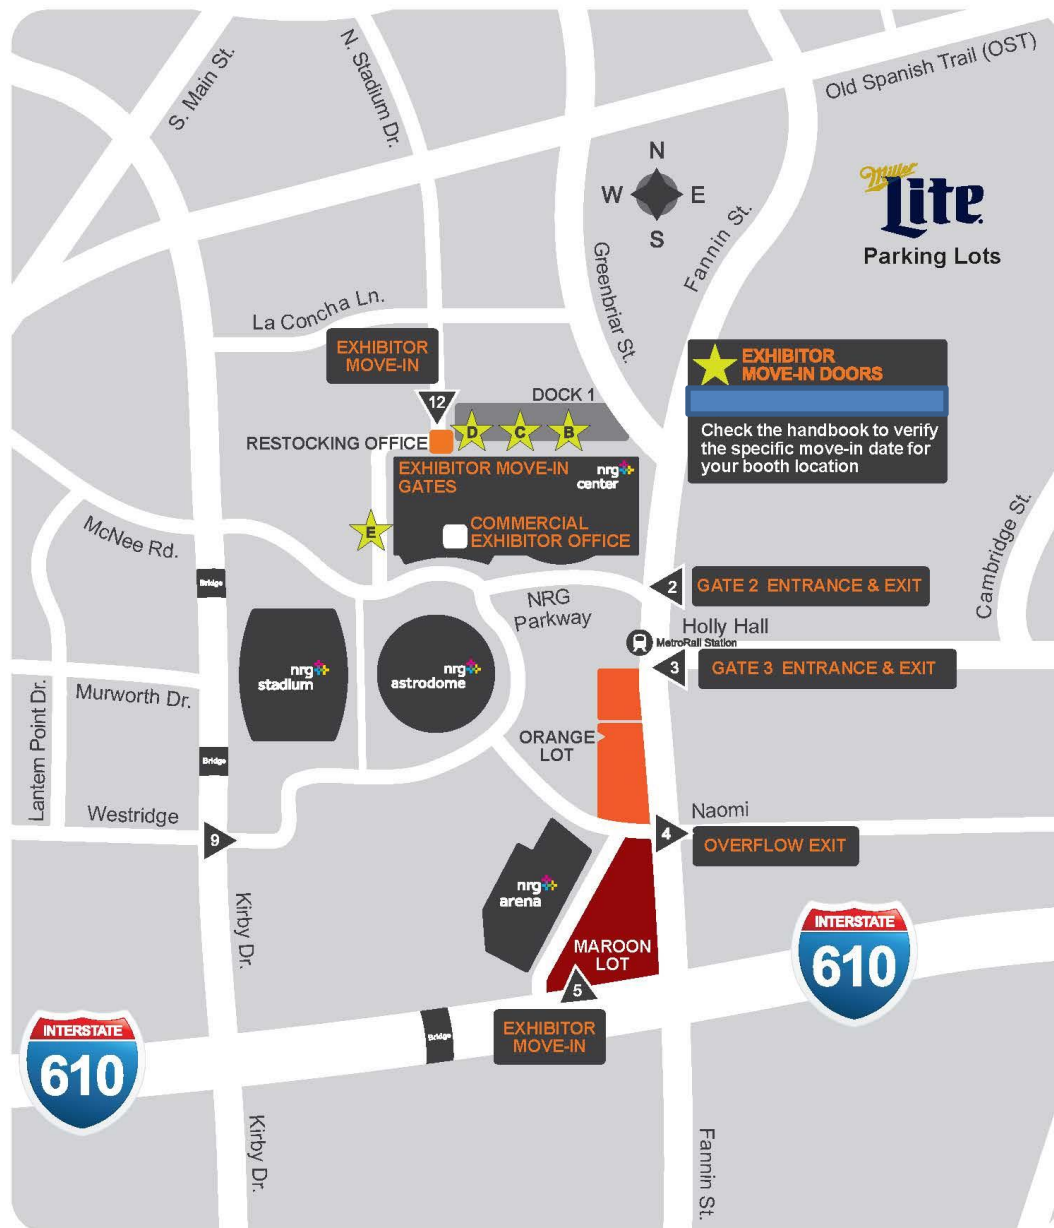 S. Main St.
N. Stadium Dr.
Old Spanish Trail (OST)
N
W
E
S
Miller
Lite
Parking Lots
Fannin St.
Greenbriar St.
La Concha Ln.
EXHIBITOR
MOVE-IN
12
DOCK 1
EXHIBITOR
MOVE-IN DOORS
Check the handbook to verify
the specific move-in date for
your booth location
RESTOCKING OFFICE
D
C
B
EXHIBITOR MOVE-IN
GATES
nrg
center
E
COMMERCIAL
EXHIBITOR OFFICE
McNee Rd.
Cambridge St.
Bridge
2
GATE 2 ENTRANCE & EXIT
NRG
Parkway
Holly Hall
MetroRail Station
3
GATE 3 ENTRANCE & EXIT
nrg
stadium
nrg
astrodome
Murworth Dr.
Lantern Point Dr.
ORANGE
LOT
Bridge
Westridge
9
Naomi
4
OVERFLOW EXIT
nrg
arena
Kirby Dr.
MAROON
LOT
5
INTERSTATE
610
EXHIBITOR
MOVE-IN
Bridge
INTERSTATE
610
Kirby Dr.
Fannin St.